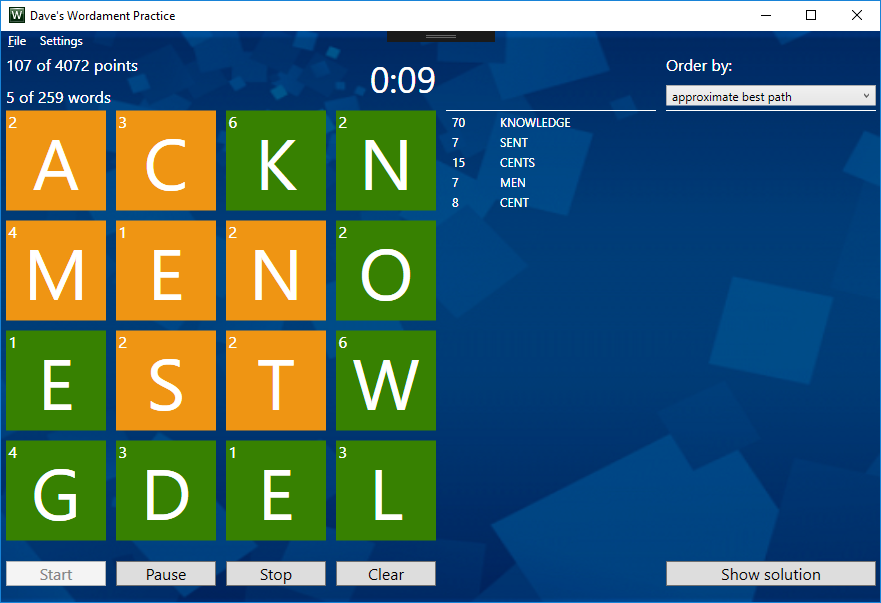 W Dave's Wordament Practice
File Settings
107 of 4072 points
5 of 259 words
0:09
Order by:
approximate best path
2 A 3 C 6 K 2 N
4 M 1 E 2 N 2 O
1 E 2 S 2 T 6 W
4 G 3 D 1 E 3 L
70 KNOWLEDGE
7 SENT
15 CENTS
7 MEN
8 CENT
Start Pause Stop Clear
Show solution